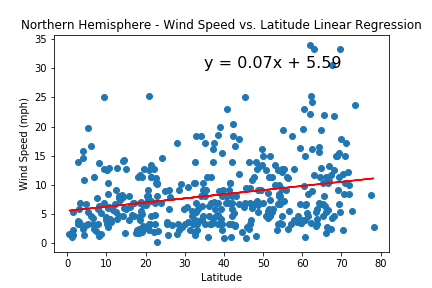 Northern Hemisphere - Wind Speed vs. Latitude Linear Regression
35
30
25
20
15
10
5
0
Wind Speed (mph)
y = 0.07x + 5.59
0 10 20 30 40 50 60 70 80
Latitude